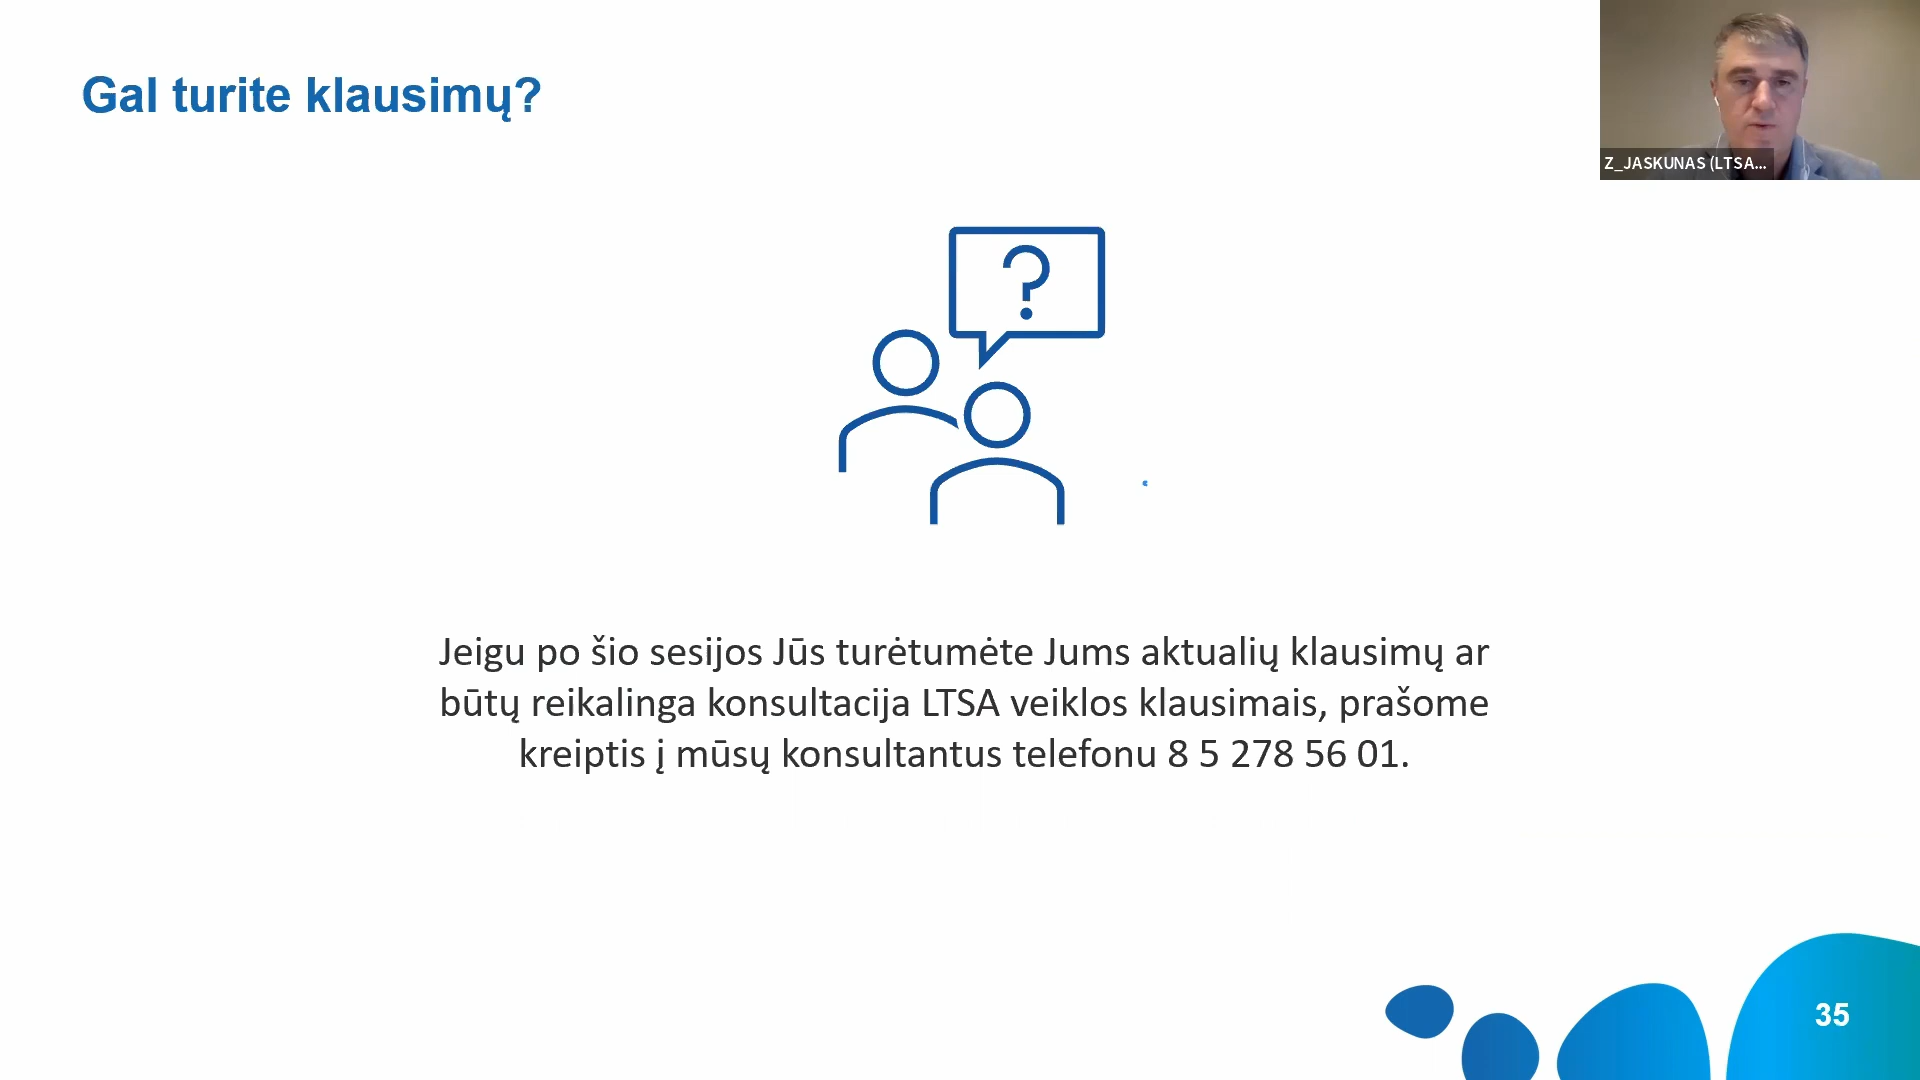 Gal turite klausimų?
Z_JASKUNAS (LTSA...
?
Jeigu po šio sesijos Jūs turėtumėte Jums aktualių klausimų ar
būtų reikalinga konsultacija LTSA veiklos klausimais, prašome
kreiptis į mūsų konsultantus telefonu 8 5 278 56 01.
35